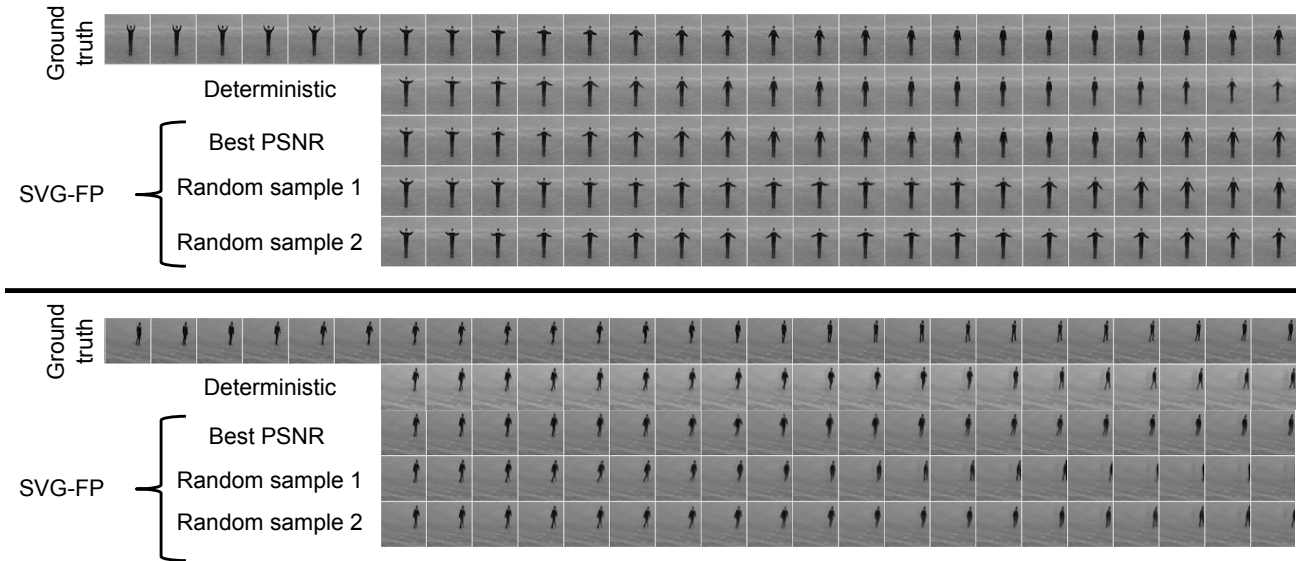 Ground
truth
Deterministic
Best PSNR
SVG-FP
Random sample 1
Random sample 2
Ground
truth
Deterministic
Best PSNR
SVG-FP
Random sample 1
Random sample 2